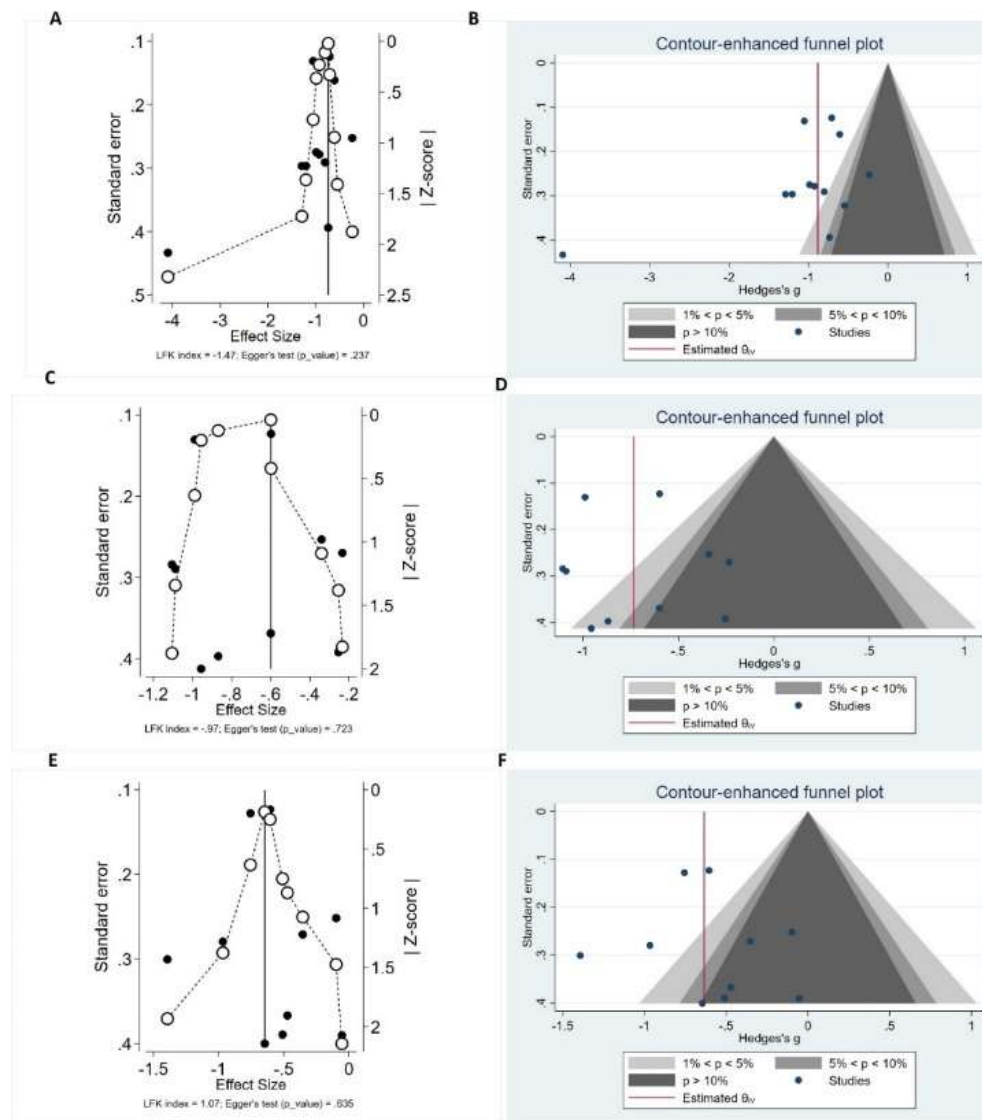 A
Standard error
.1
.2
.3
.4
.5
0
.5
1
1.5
2
2.5
| Z-score |
-4 -3 -2 -1 0
Effect Size
LFK index = -1.47; Egger's test (p_value) = .237
B
Contour-enhanced funnel plot
Standard error
0
.1
.2
.3
.4
-4 -3 -2 -1 0 1
Hedges's g
1% < p < 5% 5% < p < 10%
p > 10% Studies
Estimated θIV
C
Standard error
.1
.2
.3
.4
0
.5
1
1.5
2
| Z-score |
-1.2 -1 -.8 -.6 -.4 -.2
Effect Size
LFK index = -.97; Egger's test (p_value) = .723
D
Contour-enhanced funnel plot
Standard error
0
.1
.2
.3
.4
-1 -.5 0 .5 1
Hedges's g
1% < p < 5% 5% < p < 10%
p > 10% Studies
Estimated θIV
E
Standard error
.1
.2
.3
.4
0
.5
1
1.5
2
| Z-score |
-1.5 -1 -.5 0
Effect Size
LFK index = 1.07; Egger's test (p_value) = .635
F
Contour-enhanced funnel plot
Standard error
0
.1
.2
.3
.4
-1.5 -1 -.5 0 .5 1
Hedges's g
1% < p < 5% 5% < p < 10%
p > 10% Studies
Estimated θIV